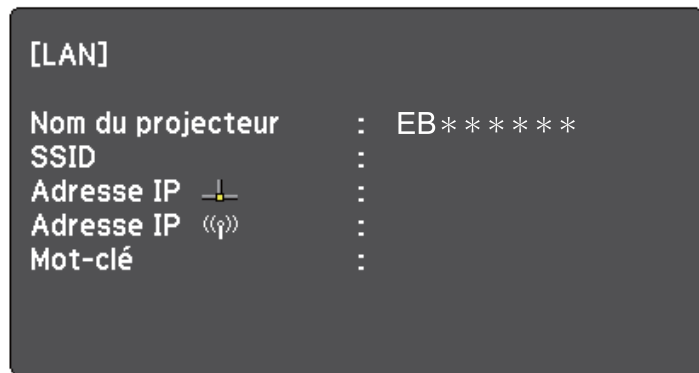 [LAN]
Nom du projecteur : EB******
SSID :
Adresse IP :
Adresse IP :
Mot-clé :